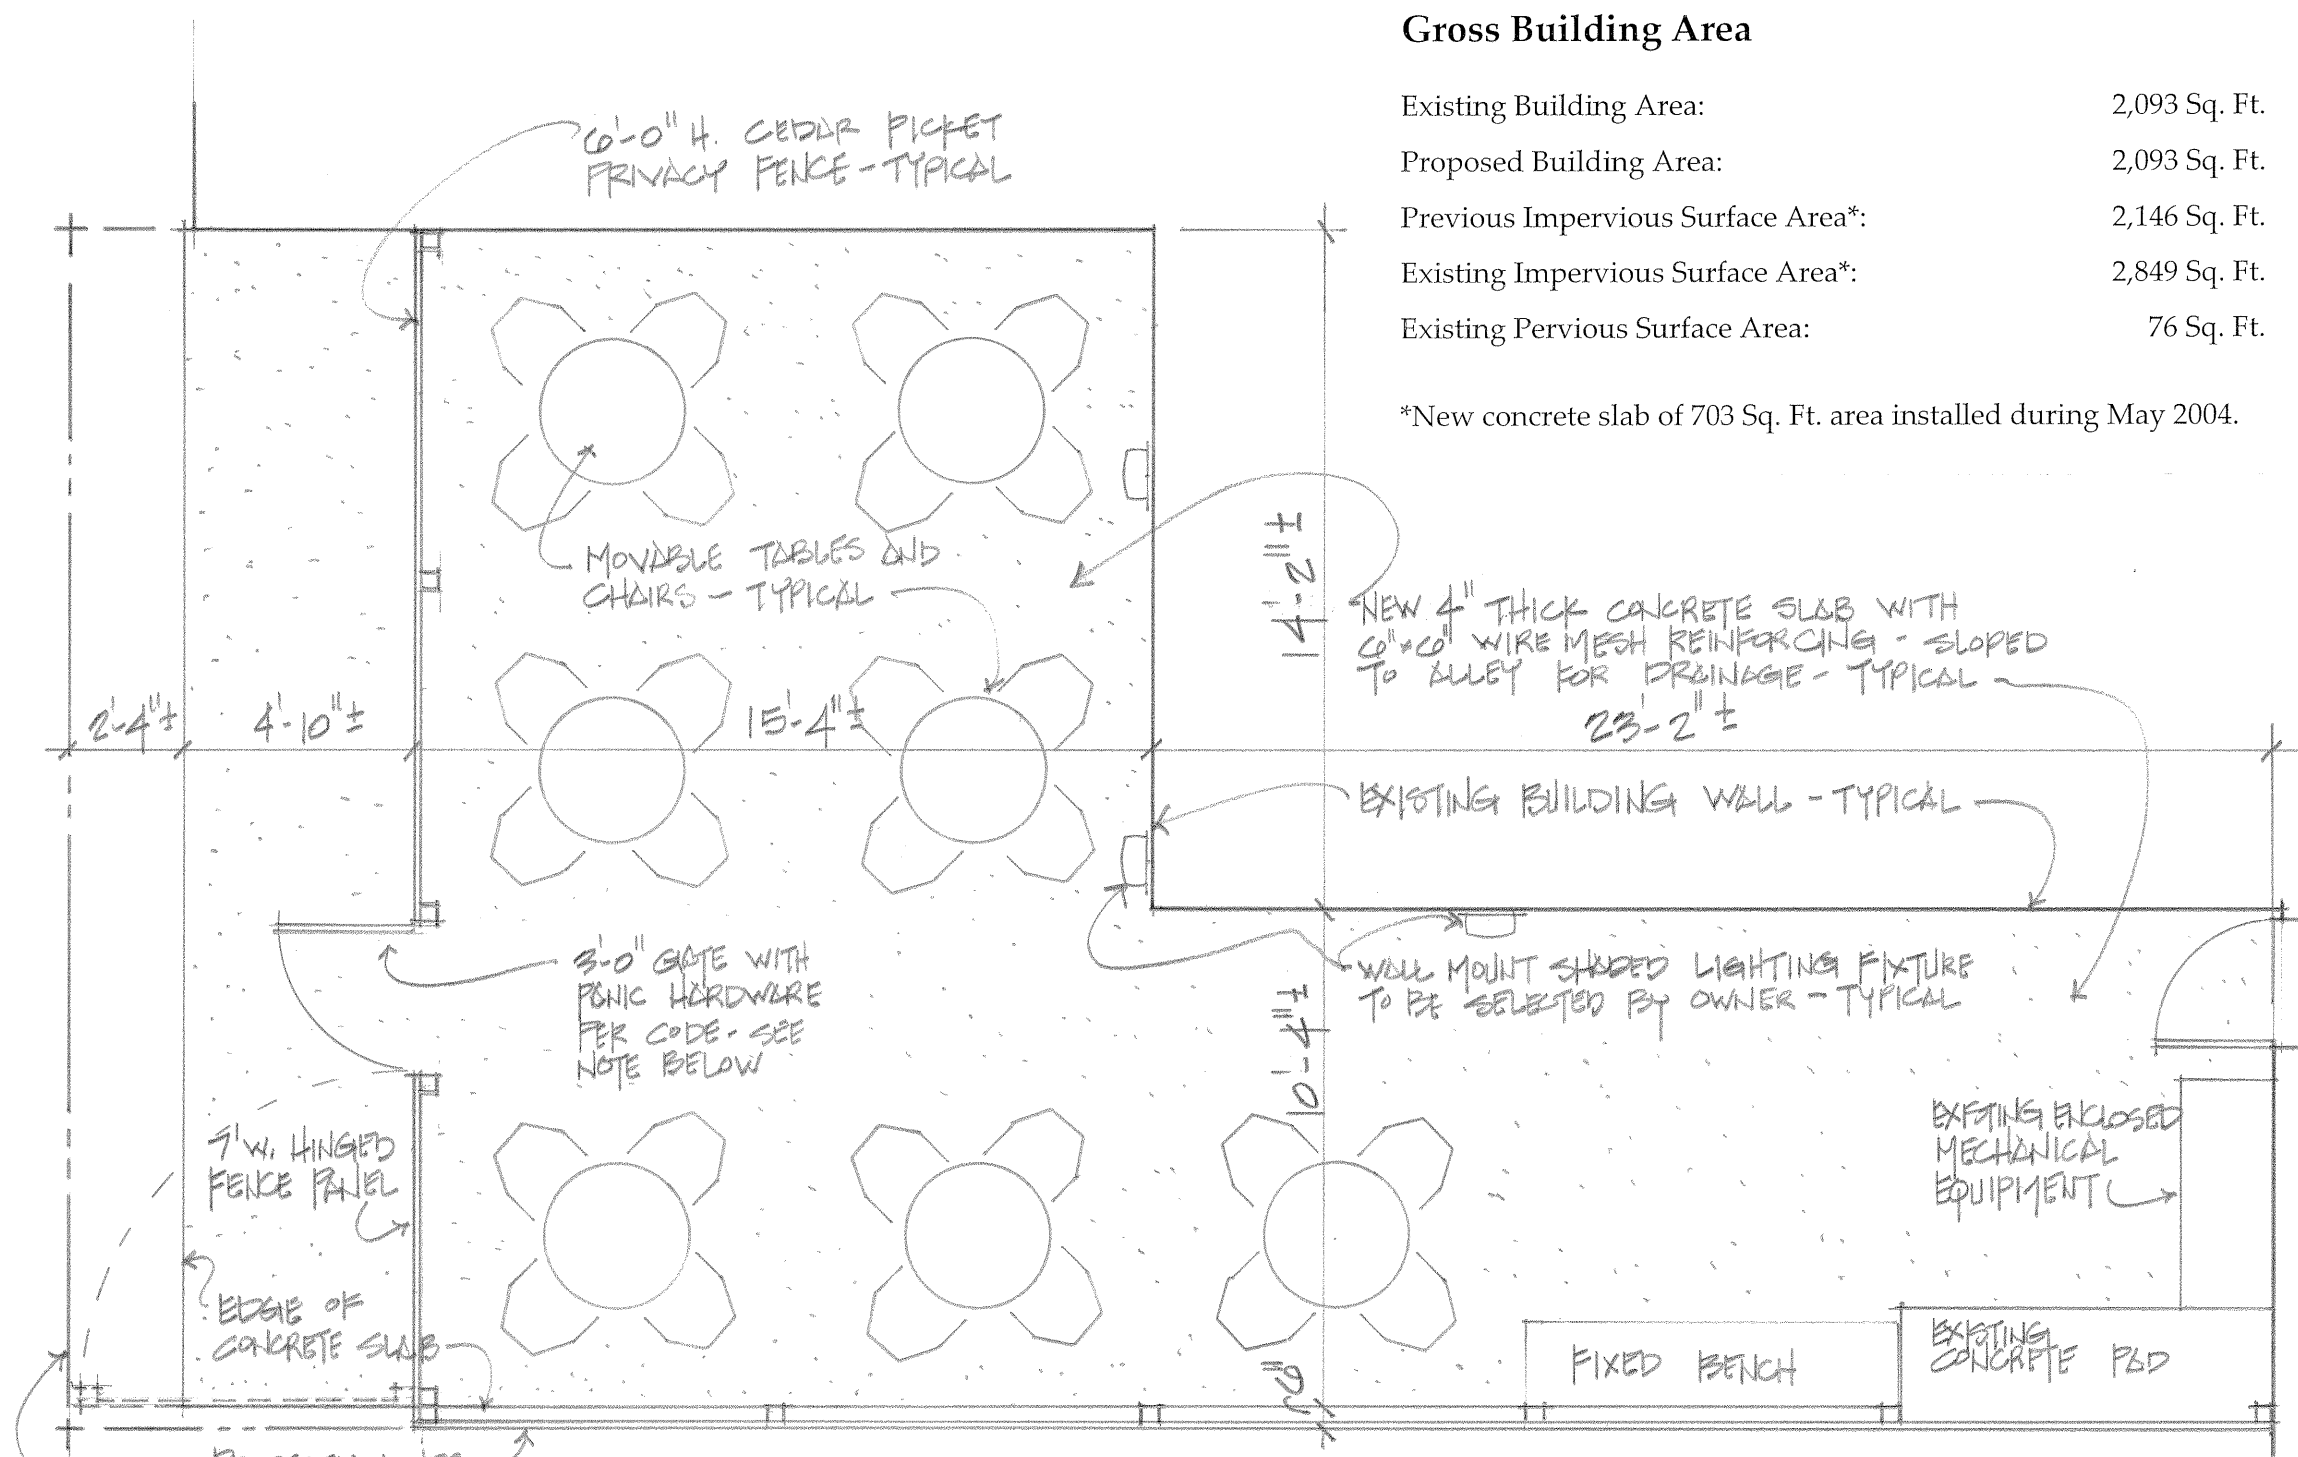 Gross Building Area
Existing Building Area: 2,093 Sq. Ft.
Proposed Building Area: 2,093 Sq. Ft.
Previous Impervious Surface Area*: 2,146 Sq. Ft.
Existing Impervious Surface Area*: 2,849 Sq. Ft.
Existing Pervious Surface Area: 76 Sq. Ft.
*New concrete slab of 703 Sq. Ft. area installed during May 2004.
6'-0" H. CEDAR PICKET
PRIVACY FENCE - TYPICAL
MOVABLE TABLES AND
CHAIRS - TYPICAL
14'-2"±
NEW 4" THICK CONCRETE SLAB WITH
6"x6" WIRE MESH REINFORCING - SLOPED
TO ALLEY FOR DRAINAGE - TYPICAL
2'-4"±
4'-10"±
15'-4"±
23'-2"±
EXISTING BUILDING WALL - TYPICAL
3'-0" GATE WITH
PANIC HARDWARE
PER CODE - SEE
NOTE BELOW
WALL MOUNT SHADED LIGHTING FIXTURE
TO BE SELECTED BY OWNER - TYPICAL
10'-4"±
7' W. HINGED
FENCE PANEL
EXISTING ENCLOSED
MECHANICAL
EQUIPMENT
EDGE OF
CONCRETE SLAB
FIXED BENCH
EXISTING
CONCRETE PAD